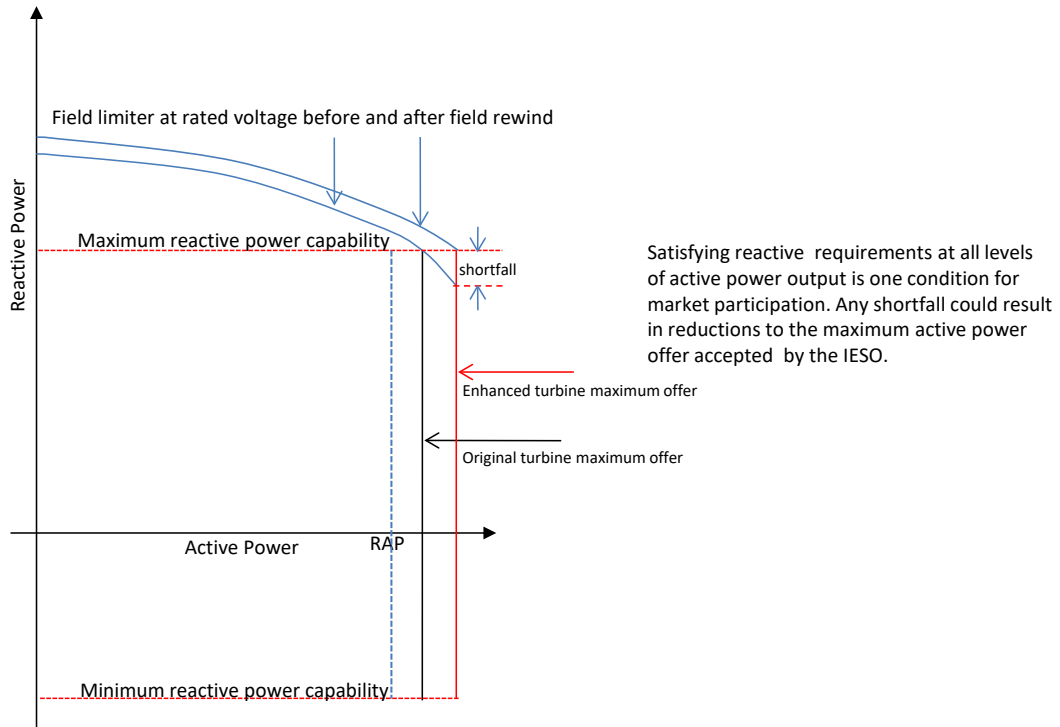 Field limiter at rated voltage before and after field rewind
Reactive Power
Maximum reactive power capability
shortfall
Satisfying reactive requirements at all levels
of active power output is one condition for
market participation. Any shortfall could result
in reductions to the maximum active power
offer accepted by the IESO.
Enhanced turbine maximum offer
Original turbine maximum offer
Active Power
RAP
Minimum reactive power capability